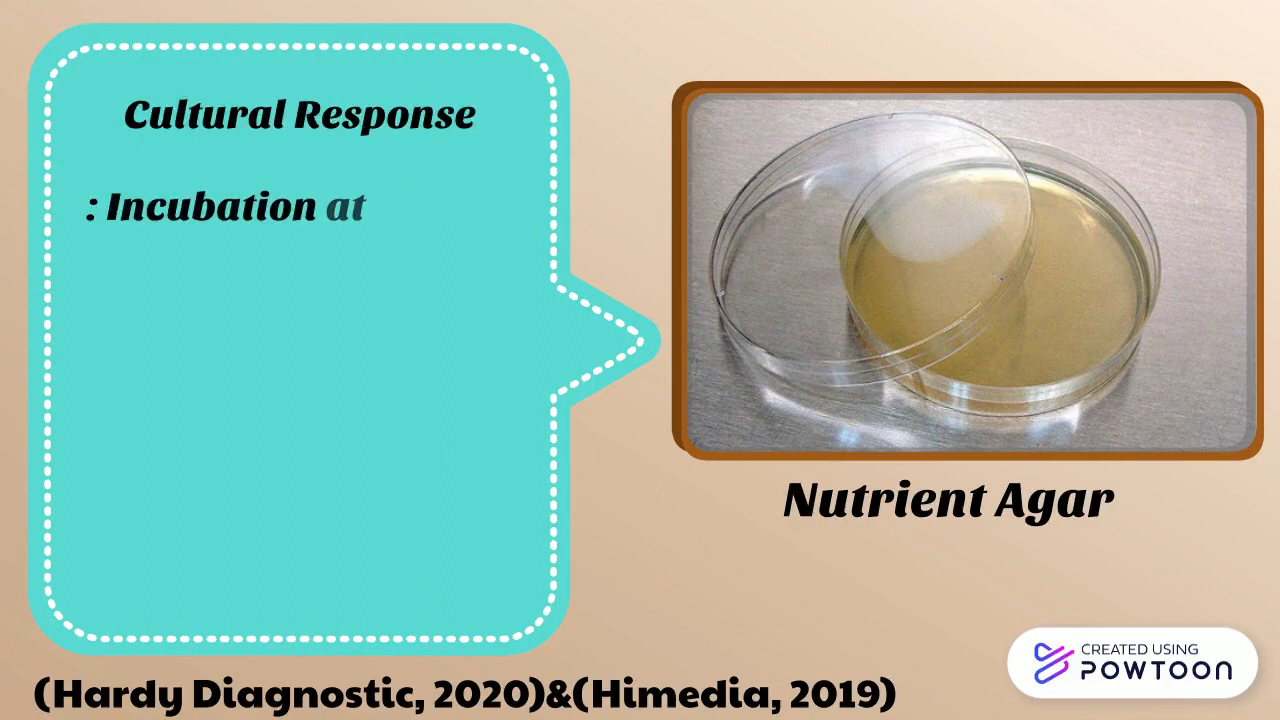 Cultural Response
: Incubation at
Nutrient Agar
(Hardy Diagnostic, 2020)&(Himedia, 2019)
CREATED USING
POWTOON